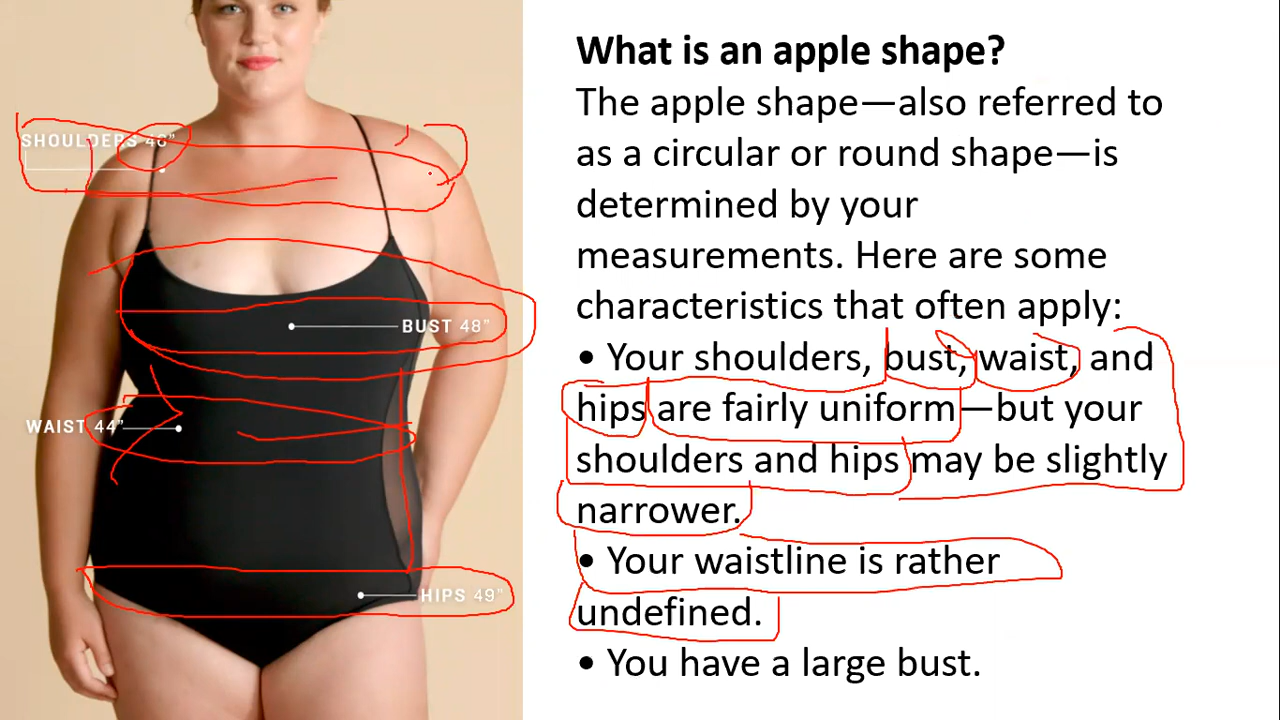 SHOULDERS 46"
BUST 48"
WAIST 44"
HIPS 49"
What is an apple shape?
The apple shape—also referred to
as a circular or round shape—is
determined by your
measurements. Here are some
characteristics that often apply:
• Your shoulders, bust, waist, and
hips are fairly uniform—but your
shoulders and hips may be slightly
narrower.
• Your waistline is rather
undefined.
• You have a large bust.